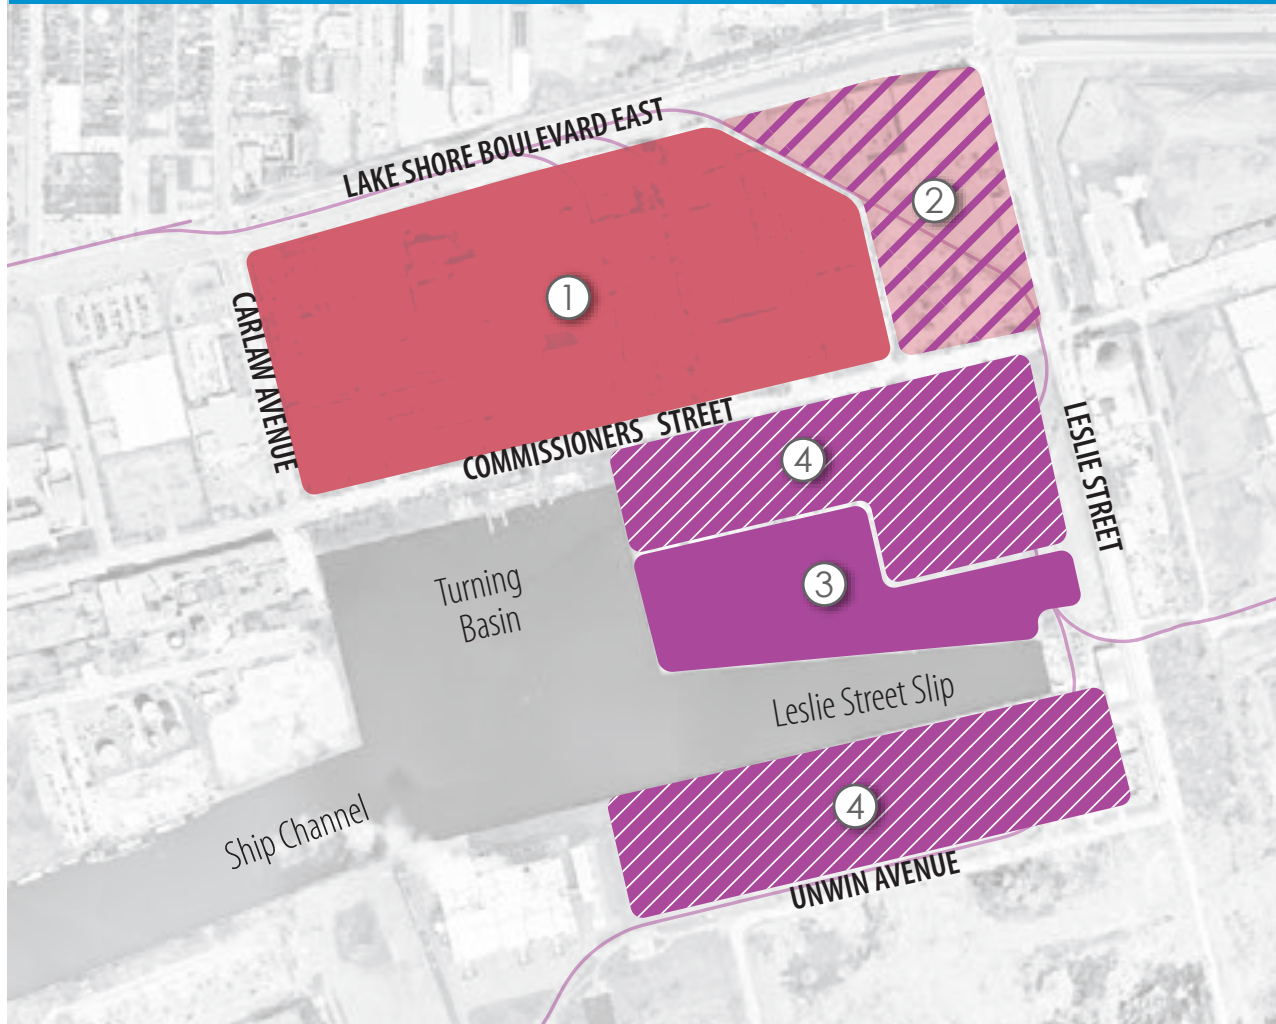 LAKE SHORE BOULEVARD EAST
2
1
CARLAW AVENUE
COMMISSIONERS STREET
4
LESLIE STREET
3
Turning
Basin
Leslie Street Slip
4
Ship Channel
UNWIN AVENUE